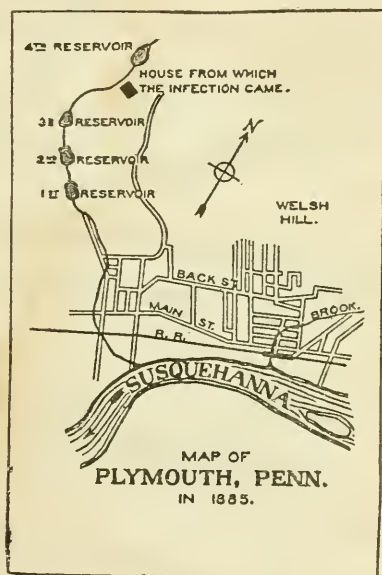 4TH RESERVOIR
HOUSE FROM WHICH
THE INFECTION CAME.
3D RESERVOIR
2ND RESERVOIR
1ST RESERVOIR
N
WELSH
HILL.
BACK ST.
BROOK.
MAIN ST.
R. R.
SUSQUEHANNA
MAP OF
PLYMOUTH, PENN.
IN 1885.